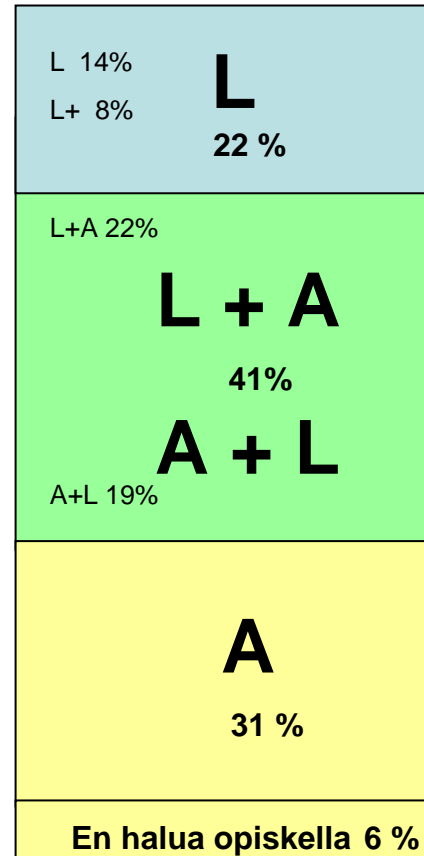 L 14%
L
L+ 8%
22 %
L+A 22%
L + A
41%
A + L
A+L 19%
A
31 %
En halua opiskella 6 %